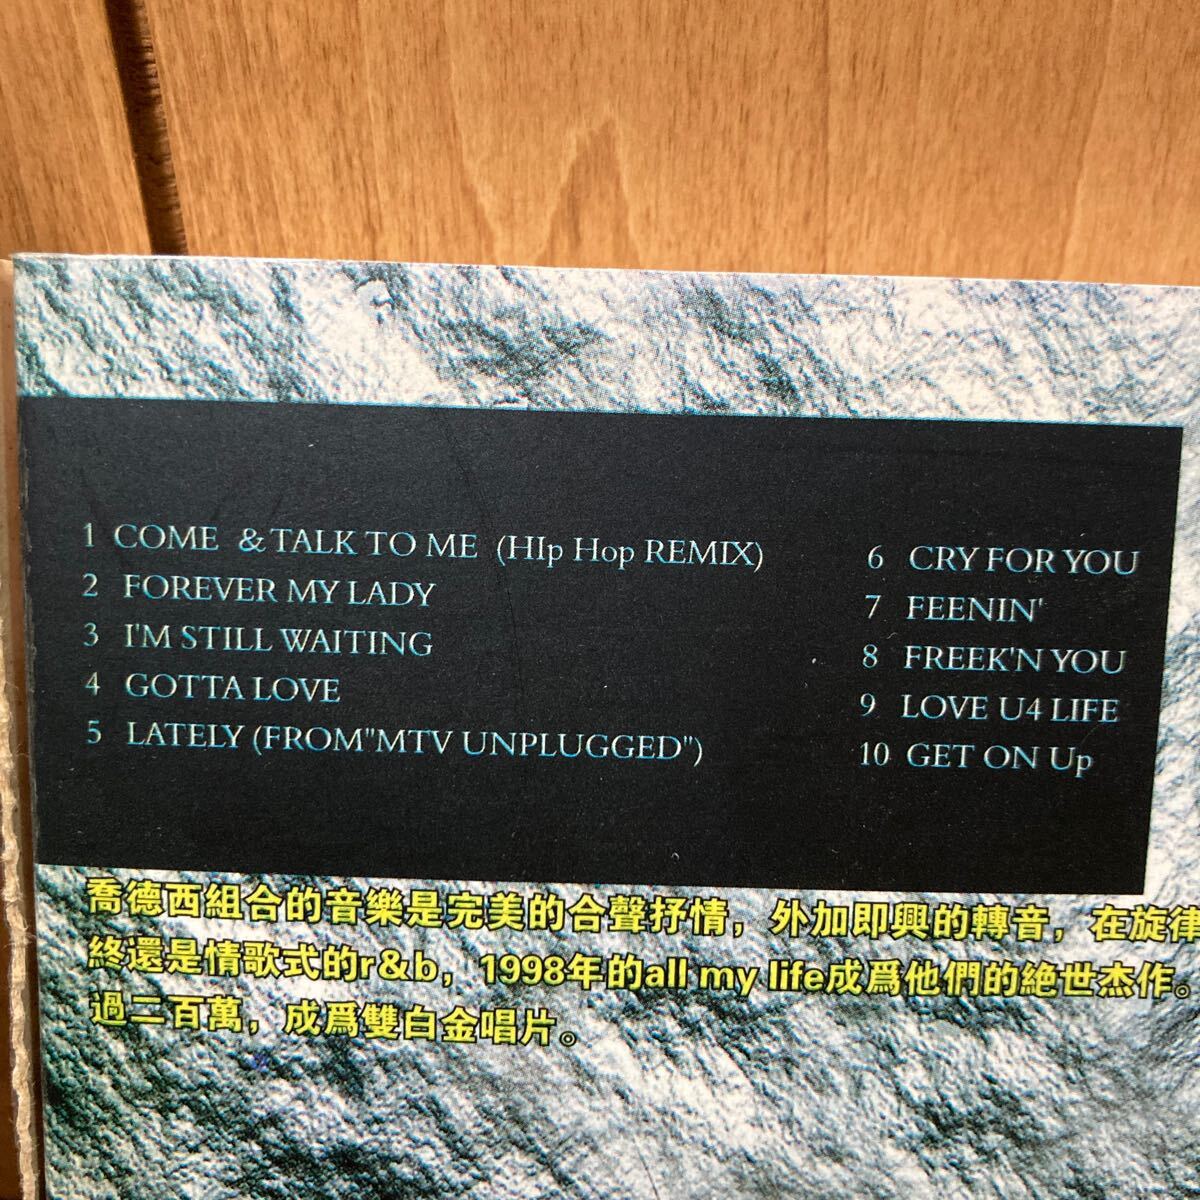 1 COME & TALK TO ME (HIp Hop REMIX)
2 FOREVER MY LADY
3 I'M STILL WAITING
4 GOTTA LOVE
5 LATELY (FROM"MTV UNPLUGGED")
6 CRY FOR YOU
7 FEENIN'
8 FREEK'N YOU
9 LOVE U4 LIFE
10 GET ON Up
喬德西組合的音樂是完美的合聲抒情，外加即興的轉音，在旋律
終還是情歌式的r&b，1998年的all my life成爲他們的絕世杰作。
過二百萬，成爲雙白金唱片。